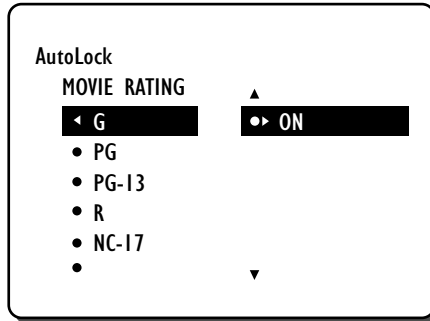 AutoLock
MOVIE RATING
G
ON
PG
PG-13
R
NC-17